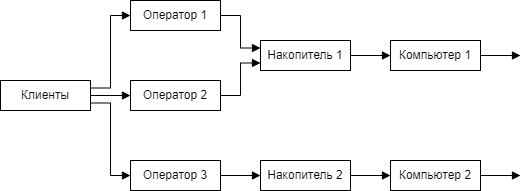 Оператор 1
Накопитель 1
Компьютер 1
Клиенты
Оператор 2
Оператор 3
Накопитель 2
Компьютер 2